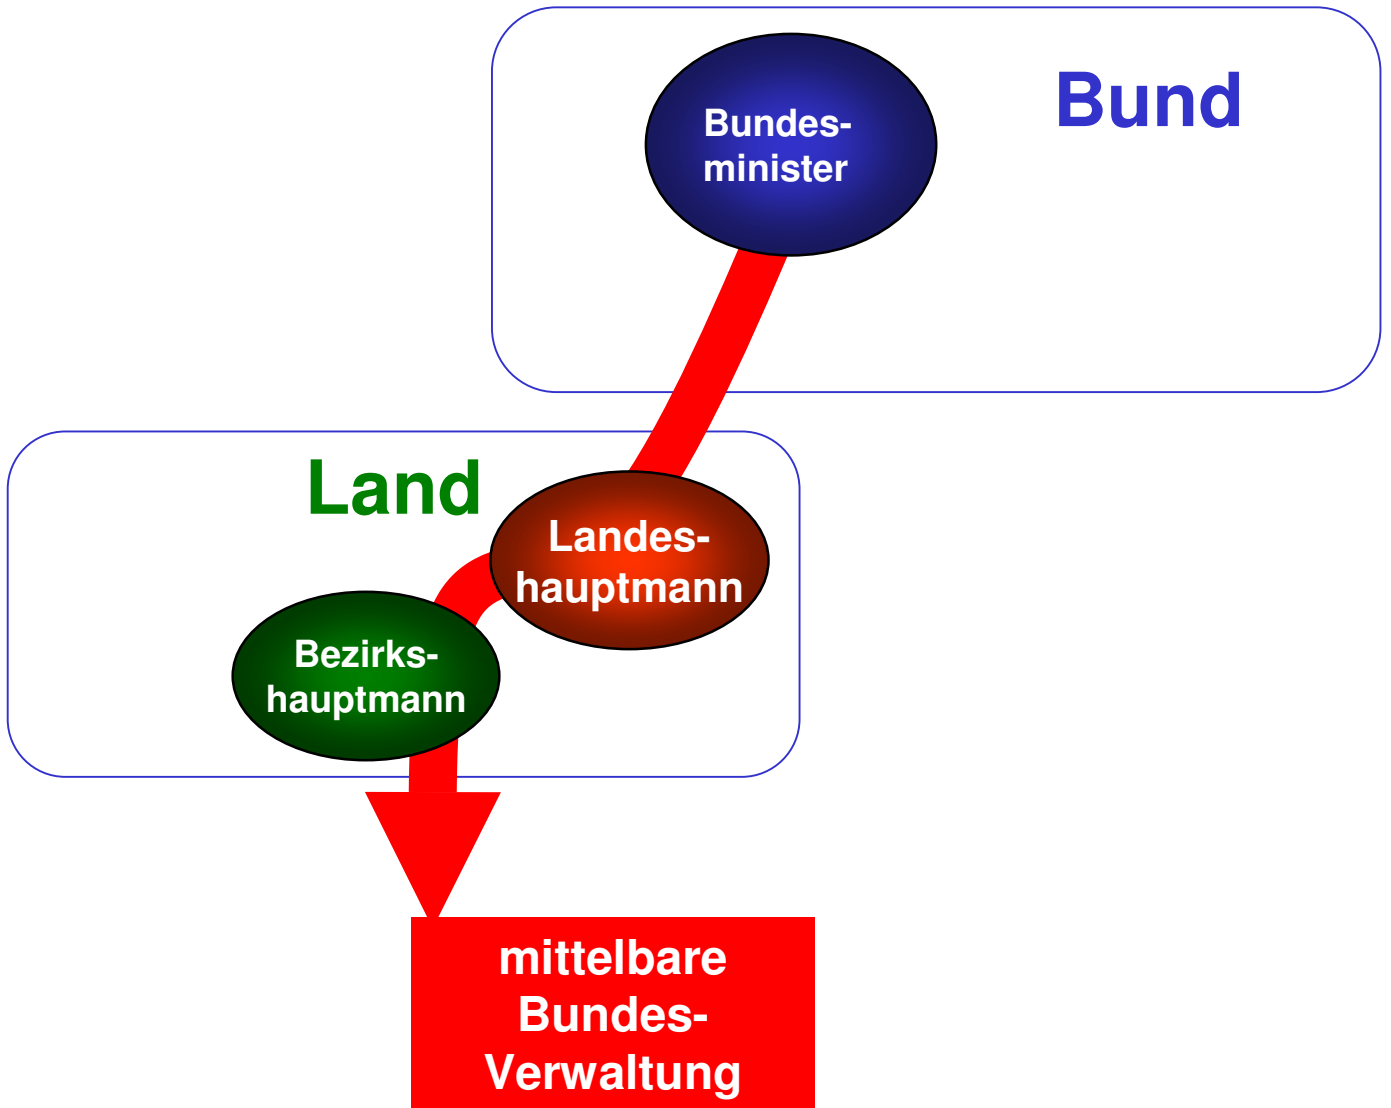 Bund
Bundes-
minister
Land
Landes-
hauptmann
Bezirks-
hauptmann
mittelbare
Bundes-
Verwaltung